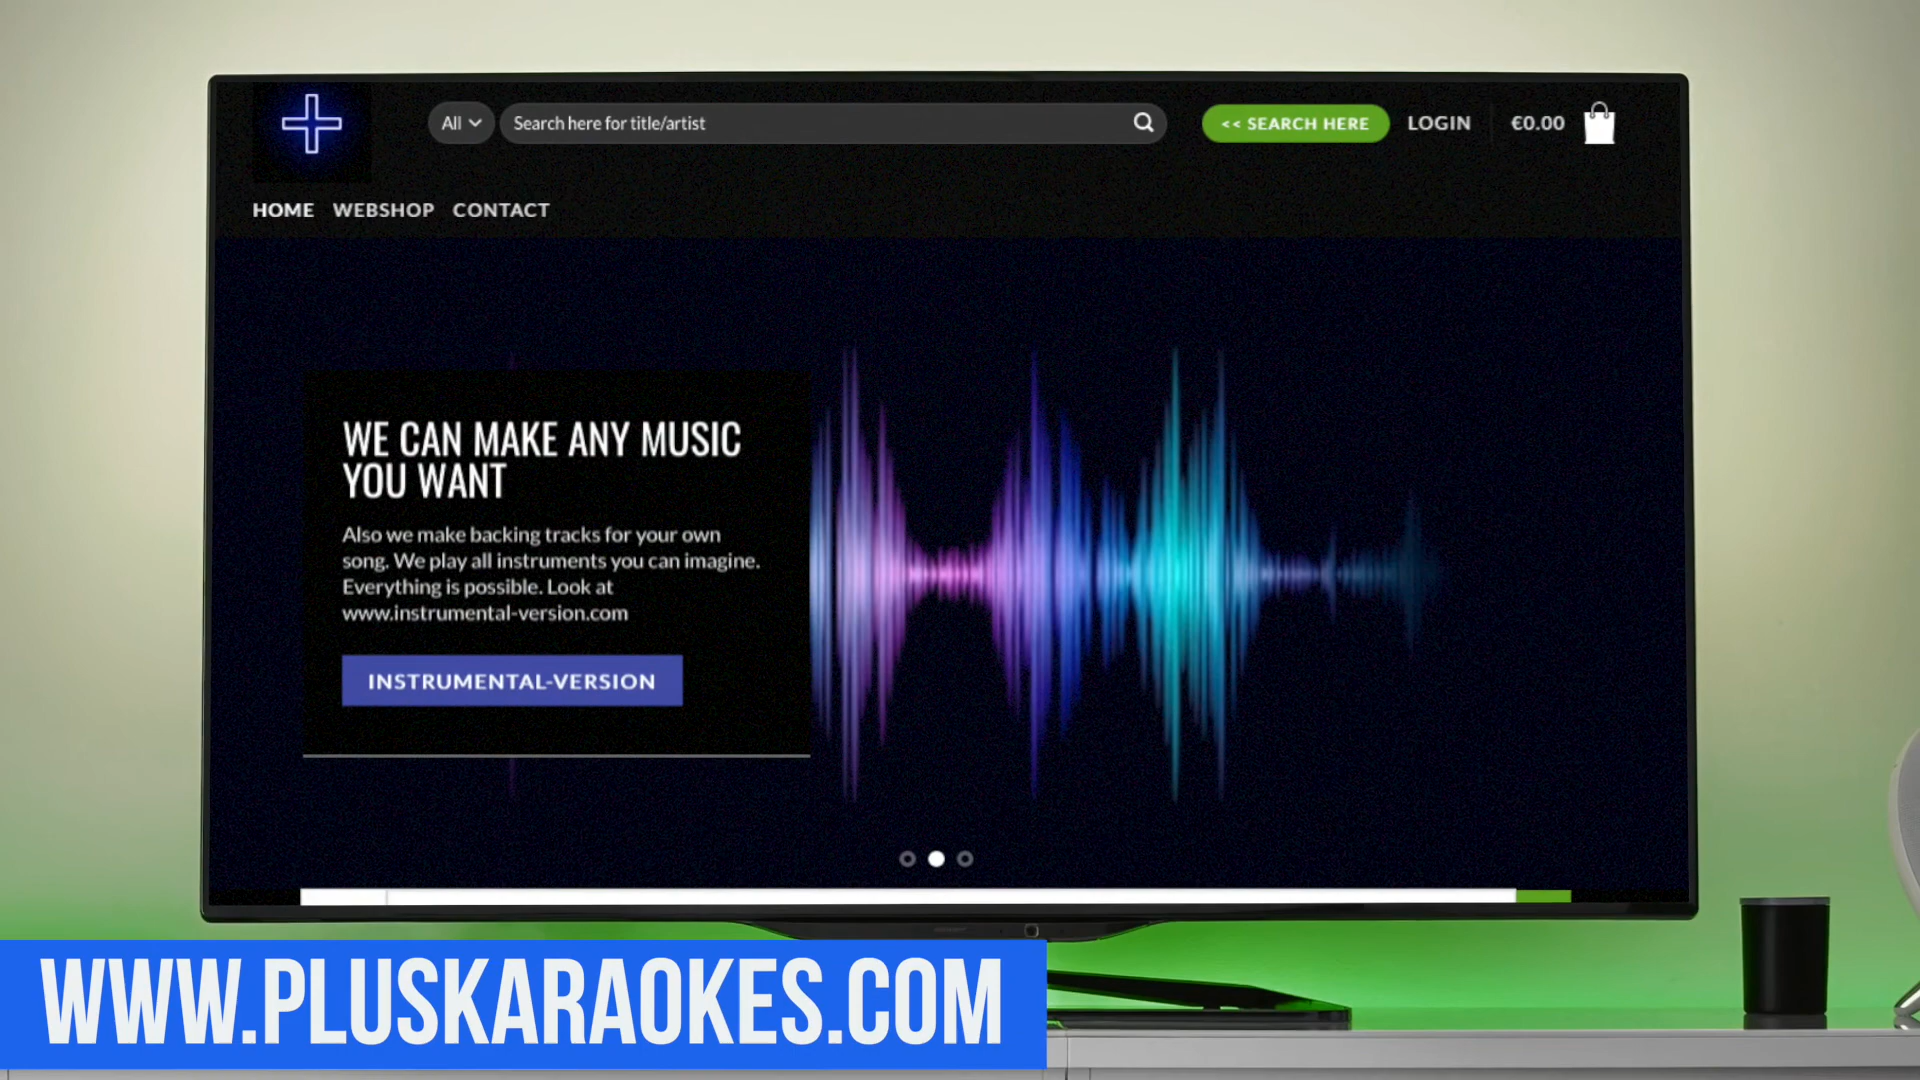 All
Search here for title/artist
<< SEARCH HERE
LOGIN
€0.00
HOME WEBSHOP CONTACT
WE CAN MAKE ANY MUSIC
YOU WANT
Also we make backing tracks for your own
song. We play all instruments you can imagine.
Everything is possible. Look at
www.instrumental-version.com
INSTRUMENTAL-VERSION
WWW.PLUSKARAOKES.COM